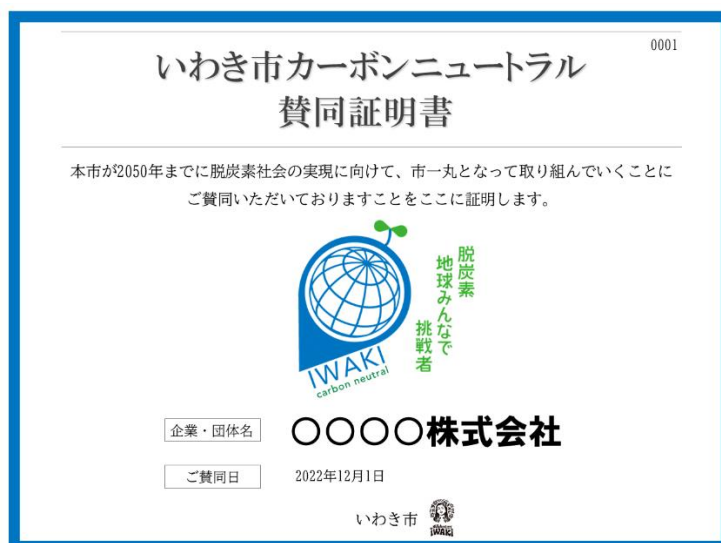 0001
いわき市カーボンニュートラル
賛同証明書
本市が2050年までに脱炭素社会の実現に向けて、市一丸となって取り組んでいくことに
ご賛同いただいておりますことをここに証明します。
脱炭素
地球みんなで
挑戦者
IWAKI
carbon neutral
企業・団体名
〇〇〇〇株式会社
ご賛同日
2022年12月1日
いわき市
IWAKI